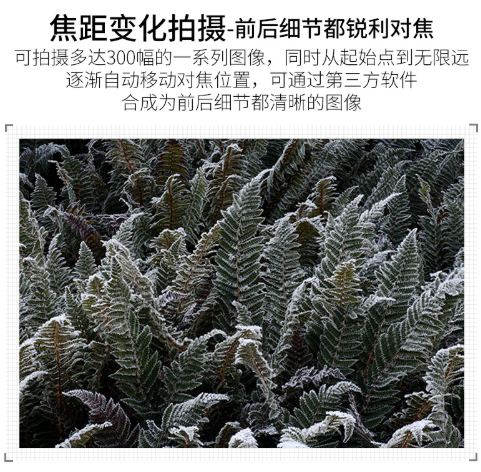 焦距变化拍摄-前后细节都锐利对焦
可拍摄多达300幅的一系列图像，同时从起始点到无限远
逐渐自动移动对焦位置，可通过第三方软件
合成为前后细节都清晰的图像